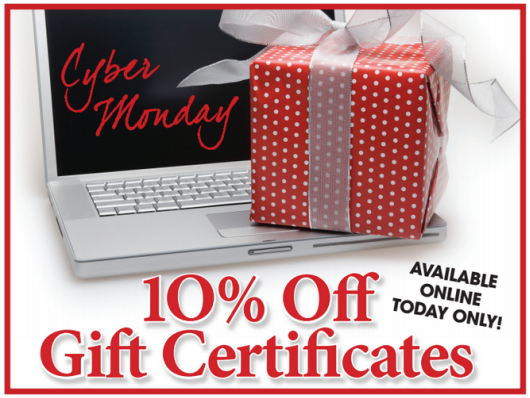 Cyber
Monday
10% Off
Gift Certificates
AVAILABLE
ONLINE
TODAY ONLY!